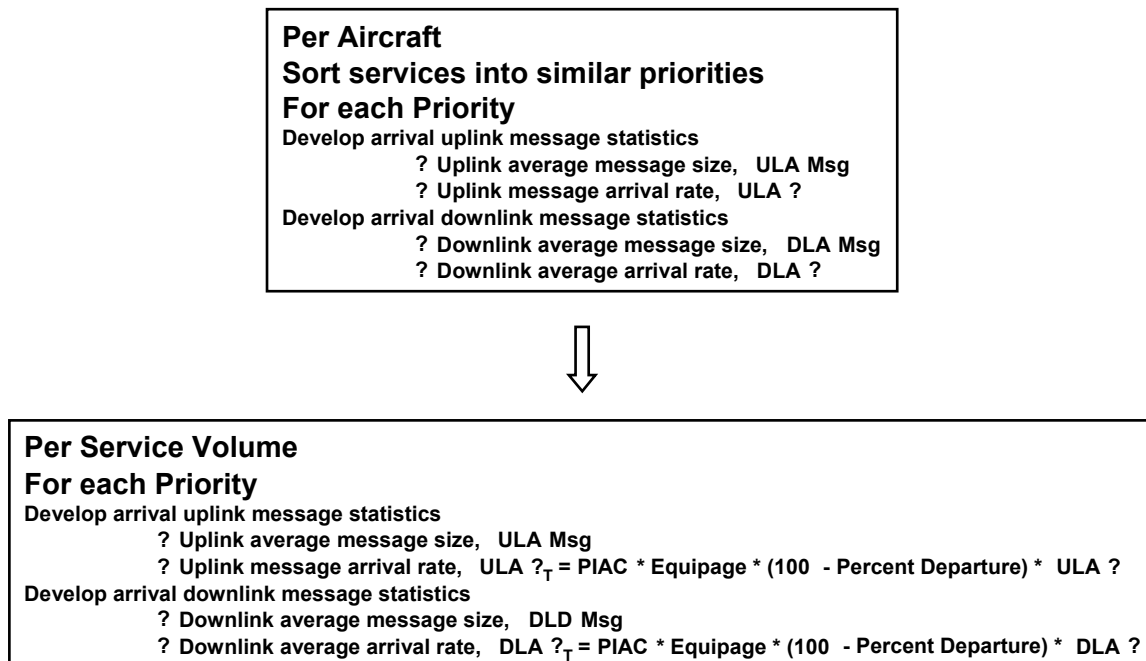 Per Aircraft
Sort services into similar priorities
For each Priority
Develop arrival uplink message statistics
? Uplink average message size, ULA Msg
? Uplink message arrival rate, ULA ?
Develop arrival downlink message statistics
? Downlink average message size, DLA Msg
? Downlink average arrival rate, DLA ?
Per Service Volume
For each Priority
Develop arrival uplink message statistics
? Uplink average message size, ULA Msg
? Uplink message arrival rate, ULA ?T = PIAC * Equipage * (100 - Percent Departure) * ULA ?
Develop arrival downlink message statistics
? Downlink average message size, DLD Msg
? Downlink average arrival rate, DLA ?T = PIAC * Equipage * (100 - Percent Departure) * DLA ?